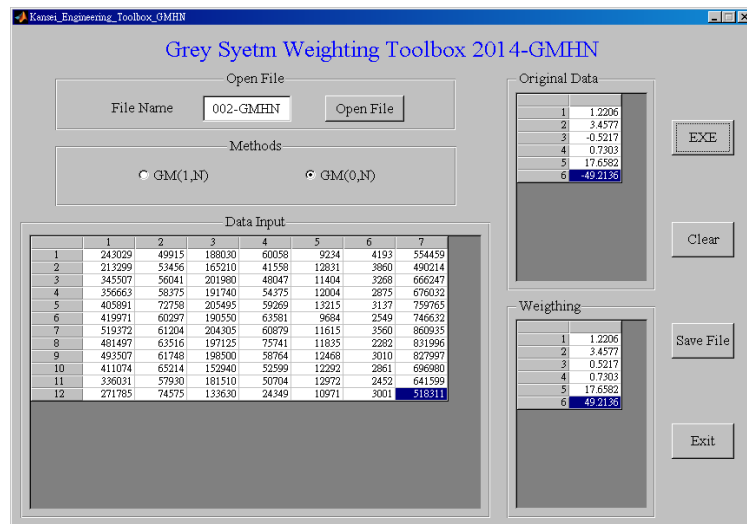 Kansei_Engineering_Toolbox_GMHN
Grey Syetm Weighting Toolbox 2014-GMHN
Open File
File Name 002-GMHN Open File
Methods
GM(1,N) GM(0,N)
Data Input
1 2 3 4 5 6 7
1 243029 49915 188030 60058 9234 4193 554459
2 213299 53456 165210 41558 12831 3860 490214
3 345507 56041 201980 48047 11404 3268 666247
4 356663 58375 191740 54375 12004 2875 676032
5 405891 72758 205495 59269 13215 3137 759765
6 419971 60297 190550 63581 9684 2549 746632
7 519372 61204 204305 60879 11615 3560 860935
8 481497 63516 197125 75741 11835 2282 831996
9 493507 61748 198500 58764 12468 3010 827997
10 411074 65214 152940 52599 12292 2861 696980
11 336031 57930 181510 50704 12972 2452 641599
12 271785 74575 133630 24349 10971 3001 518311
Original Data
1 1.2206
2 3.4577
3 -0.5217
4 0.7303
5 17.6582
6 -49.2136
Weigthing
1 1.2206
2 3.4577
3 0.5217
4 0.7303
5 17.6582
6 49.2136
EXE
Clear
Save File
Exit